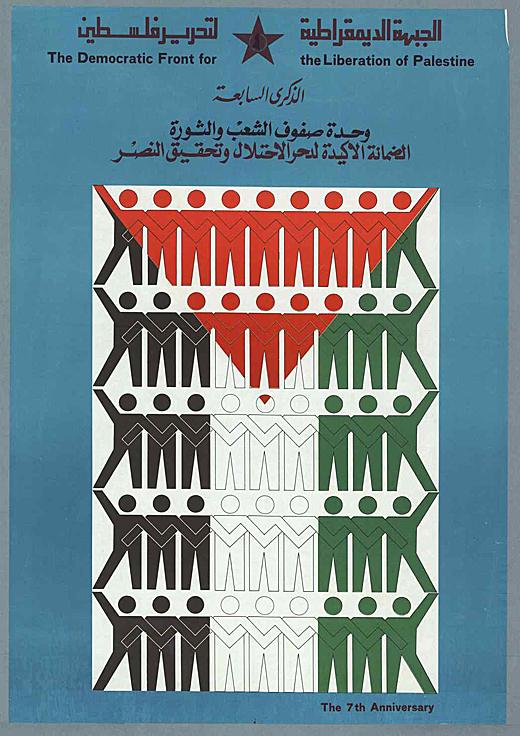 الجبهة الديمقراطية لتحرير فلسطين
The Democratic Front for the Liberation of Palestine
الذكرى السابعة
وحدة صفوف الشعب والثورة
الضمانة الاكيدة لدحر الاحتلال وتحقيق النصر
The 7th Anniversary